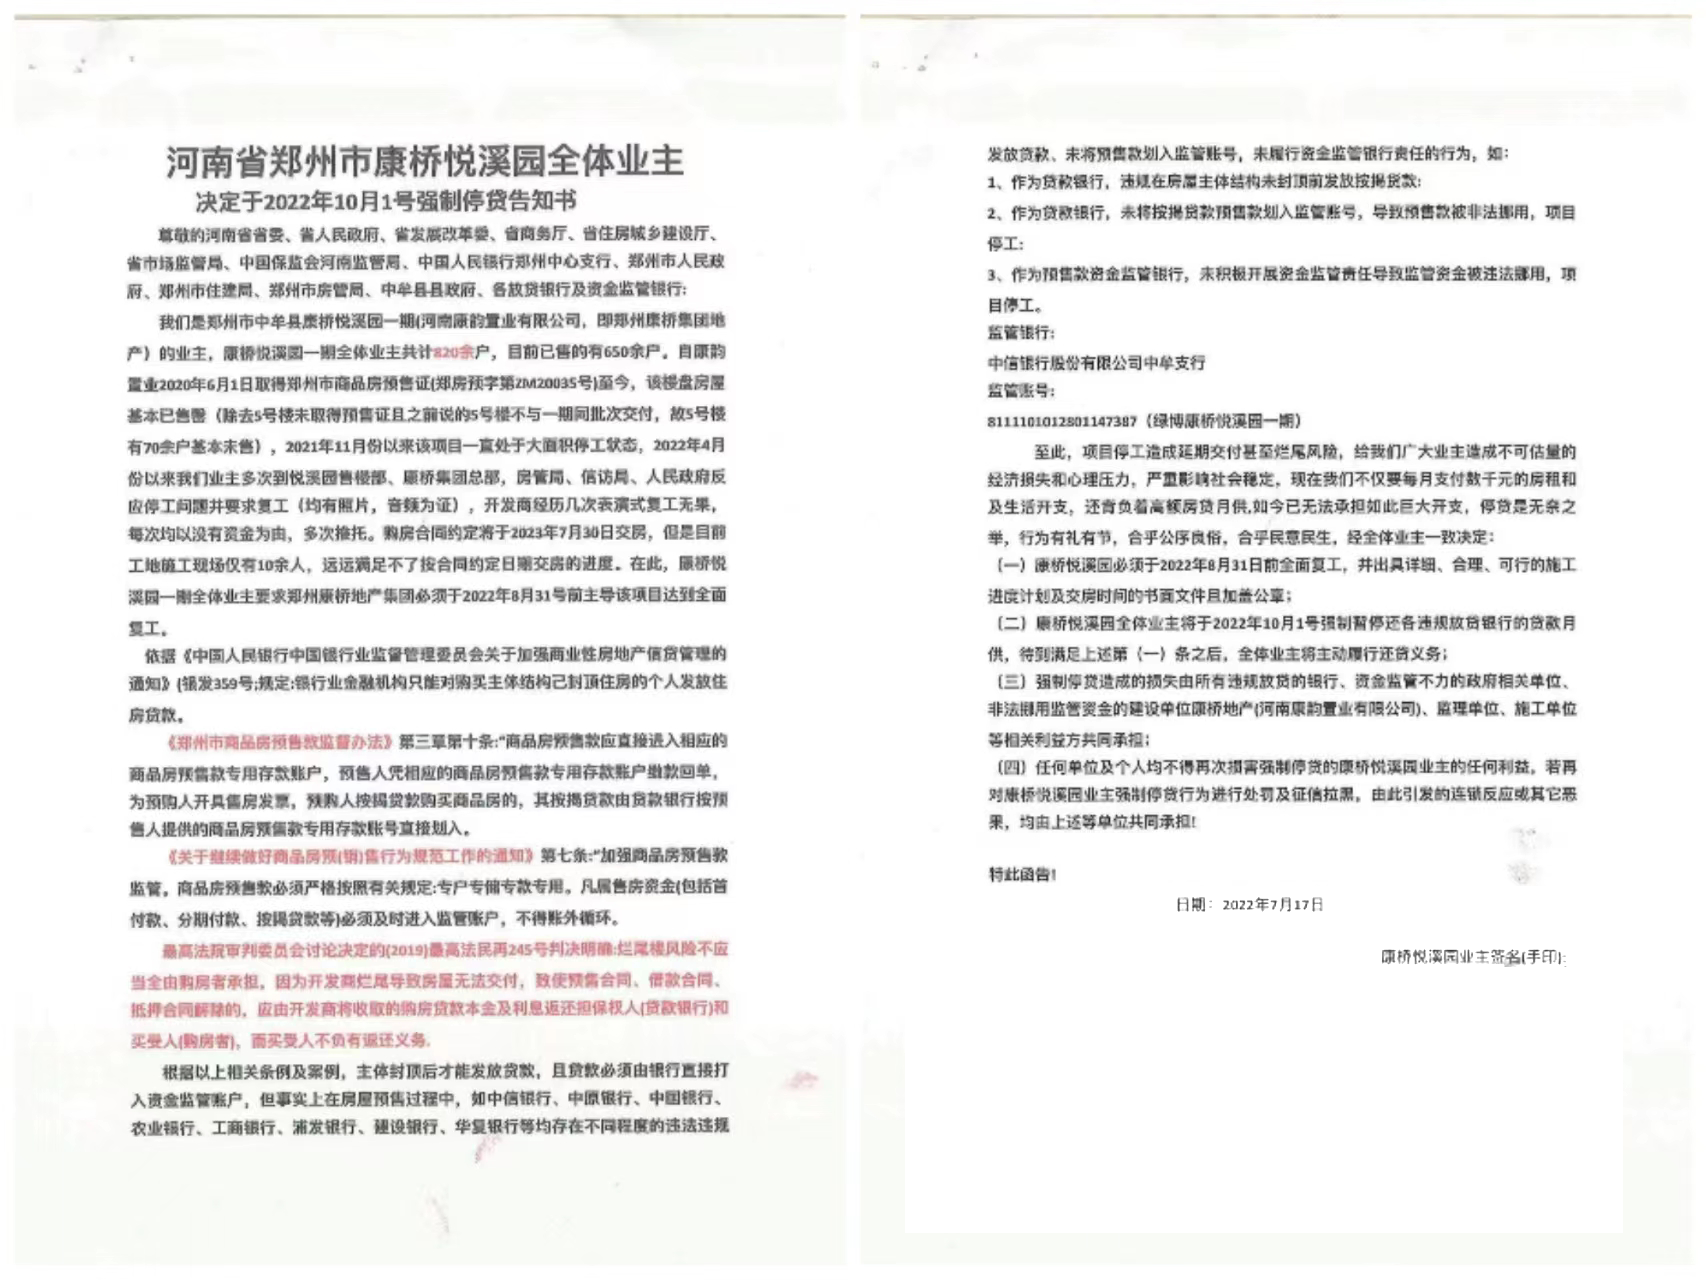 河南省郑州市康桥悦溪园全体业主
决定于2022年10月1号强制停贷告知书
尊敬的河南省省委、省人民政府、省发展改革委、省商务厅、省住房城乡建设厅、
省市场监管局、中国保监会河南监管局、中国人民银行郑州中心支行、郑州市人民政
府、郑州市住建局、郑州市房管局、中牟县县政府、各放贷银行及资金监管银行:
我们是郑州市中牟县康桥悦溪园一期(河南康韵置业有限公司，即郑州康桥集团地
产）的业主，康桥悦溪园一期全体业主共计820余户，目前已售的有650余户。自康韵
置业2020年6月1日取得郑州市商品房预售证(郑房预字第ZM20035号)至今，该楼盘房屋
基本已售罄（除去5号楼未取得预售证且之前说的5号楼不与一期同批次交付，故5号楼
有70余户基本未售），2021年11月份以来该项目一直处于大面积停工状态，2022年4月
份以来我们业主多次到悦溪园售楼部、康桥集团总部，房管局、信访局、人民政府反
应停工问题并要求复工（均有照片，音频为证），开发商经历几次表演式复工无果，
每次均以没有资金为由，多次推托。购房合同约定将于2023年7月30日交房，但是目前
工地施工现场仅有10余人，远远满足不了按合同约定日期交房的进度。在此，康桥悦
溪园一期全体业主要求郑州康桥地产集团必须于2022年8月31号前主导该项目达到全面
复工。
依据《中国人民银行中国银行业监督管理委员会关于加强商业性房地产信贷管理的
通知》(银发359号;规定:银行业金融机构只能对购买主体结构已封顶住房的个人发放住
房贷款。
《郑州市商品房预售款监督办法》第三章第十条:“商品房预售款应直接进入相应的
商品房预售款专用存款账户，预售人凭相应的商品房预售款专用存款账户缴款回单，
为预购人开具售房发票，预购人按揭贷款购买商品房的，其按揭贷款由贷款银行按预
售人提供的商品房预售款专用存款账号直接划入。
《关于继续做好商品房预(销)售行为规范工作的通知》第七条:“加强商品房预售款
监管，商品房预售款必须严格按照有关规定:专户专储专款专用。凡属售房资金(包括首
付款、分期付款、按揭贷款等)必须及时进入监管账户，不得账外循环。
最高法院审判委员会讨论决定的(2019)最高法民再245号判决明确:烂尾楼风险不应
当全由购房者承担，因为开发商烂尾导致房屋无法交付，致使预售合同、借款合同、
抵押合同解除的，应由开发商将收取的购房贷款本金及利息返还担保权人(贷款银行)和
买受人(购房者)，而买受人不负有返还义务.
根据以上相关条例及案例，主体封顶后才能发放贷款，且贷款必须由银行直接打
入资金监管账户，但事实上在房屋预售过程中，如中信银行、中原银行、中国银行、
农业银行、工商银行、浦发银行、建设银行、华夏银行等均存在不同程度的违法违规
发放贷款、未将预售款划入监管账号，未履行资金监管银行责任的行为，如:
1、作为贷款银行，违规在房屋主体结构未封顶前发放按揭贷款:
2、作为贷款银行，未将按揭贷款预售款划入监管账号，导致预售款被非法挪用，项目
停工:
3、作为预售款资金监管银行，未积极开展资金监管责任导致监管资金被违法挪用，项
目停工。
监管银行:
中信银行股份有限公司中牟支行
监管账号:
8111101012801147387（绿博康桥悦溪园一期）
至此，项目停工造成延期交付甚至烂尾风险，给我们广大业主造成不可估量的
经济损失和心理压力，严重影响社会稳定，现在我们不仅要每月支付数千元的房租和
及生活开支，还背负着高额房贷月供,如今已无法承担如此巨大开支，停贷是无奈之
举，行为有礼有节，合乎公序良俗，合乎民意民生，经全体业主一致决定:
（一）康桥悦溪园必须于2022年8月31日前全面复工，并出具详细、合理、可行的施工
进度计划及交房时间的书面文件且加盖公章；
（二）康桥悦溪园全体业主将于2022年10月1号强制暂停还各违规放贷银行的贷款月
供，待到满足上述第（一）条之后，全体业主将主动履行还贷义务；
（三）强制停贷造成的损失由所有违规放贷的银行、资金监管不力的政府相关单位、
非法挪用监管资金的建设单位康桥地产(河南康韵置业有限公司)、监理单位、施工单位
等相关利益方共同承担；
（四）任何单位及个人均不得再次损害强制停贷的康桥悦溪园业主的任何利益，若再
对康桥悦溪园业主强制停贷行为进行处罚及征信拉黑，由此引发的连锁反应或其它恶
果，均由上述等单位共同承担!
特此函告!
日期：2022年7月17日
康桥悦溪园业主签名(手印):